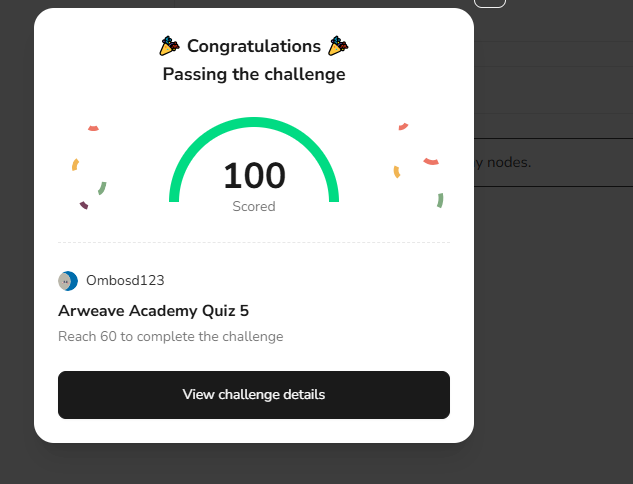 🎉 Congratulations 🎉
Passing the challenge
100
Scored
y nodes.
Ombosd123
Arweave Academy Quiz 5
Reach 60 to complete the challenge
View challenge details